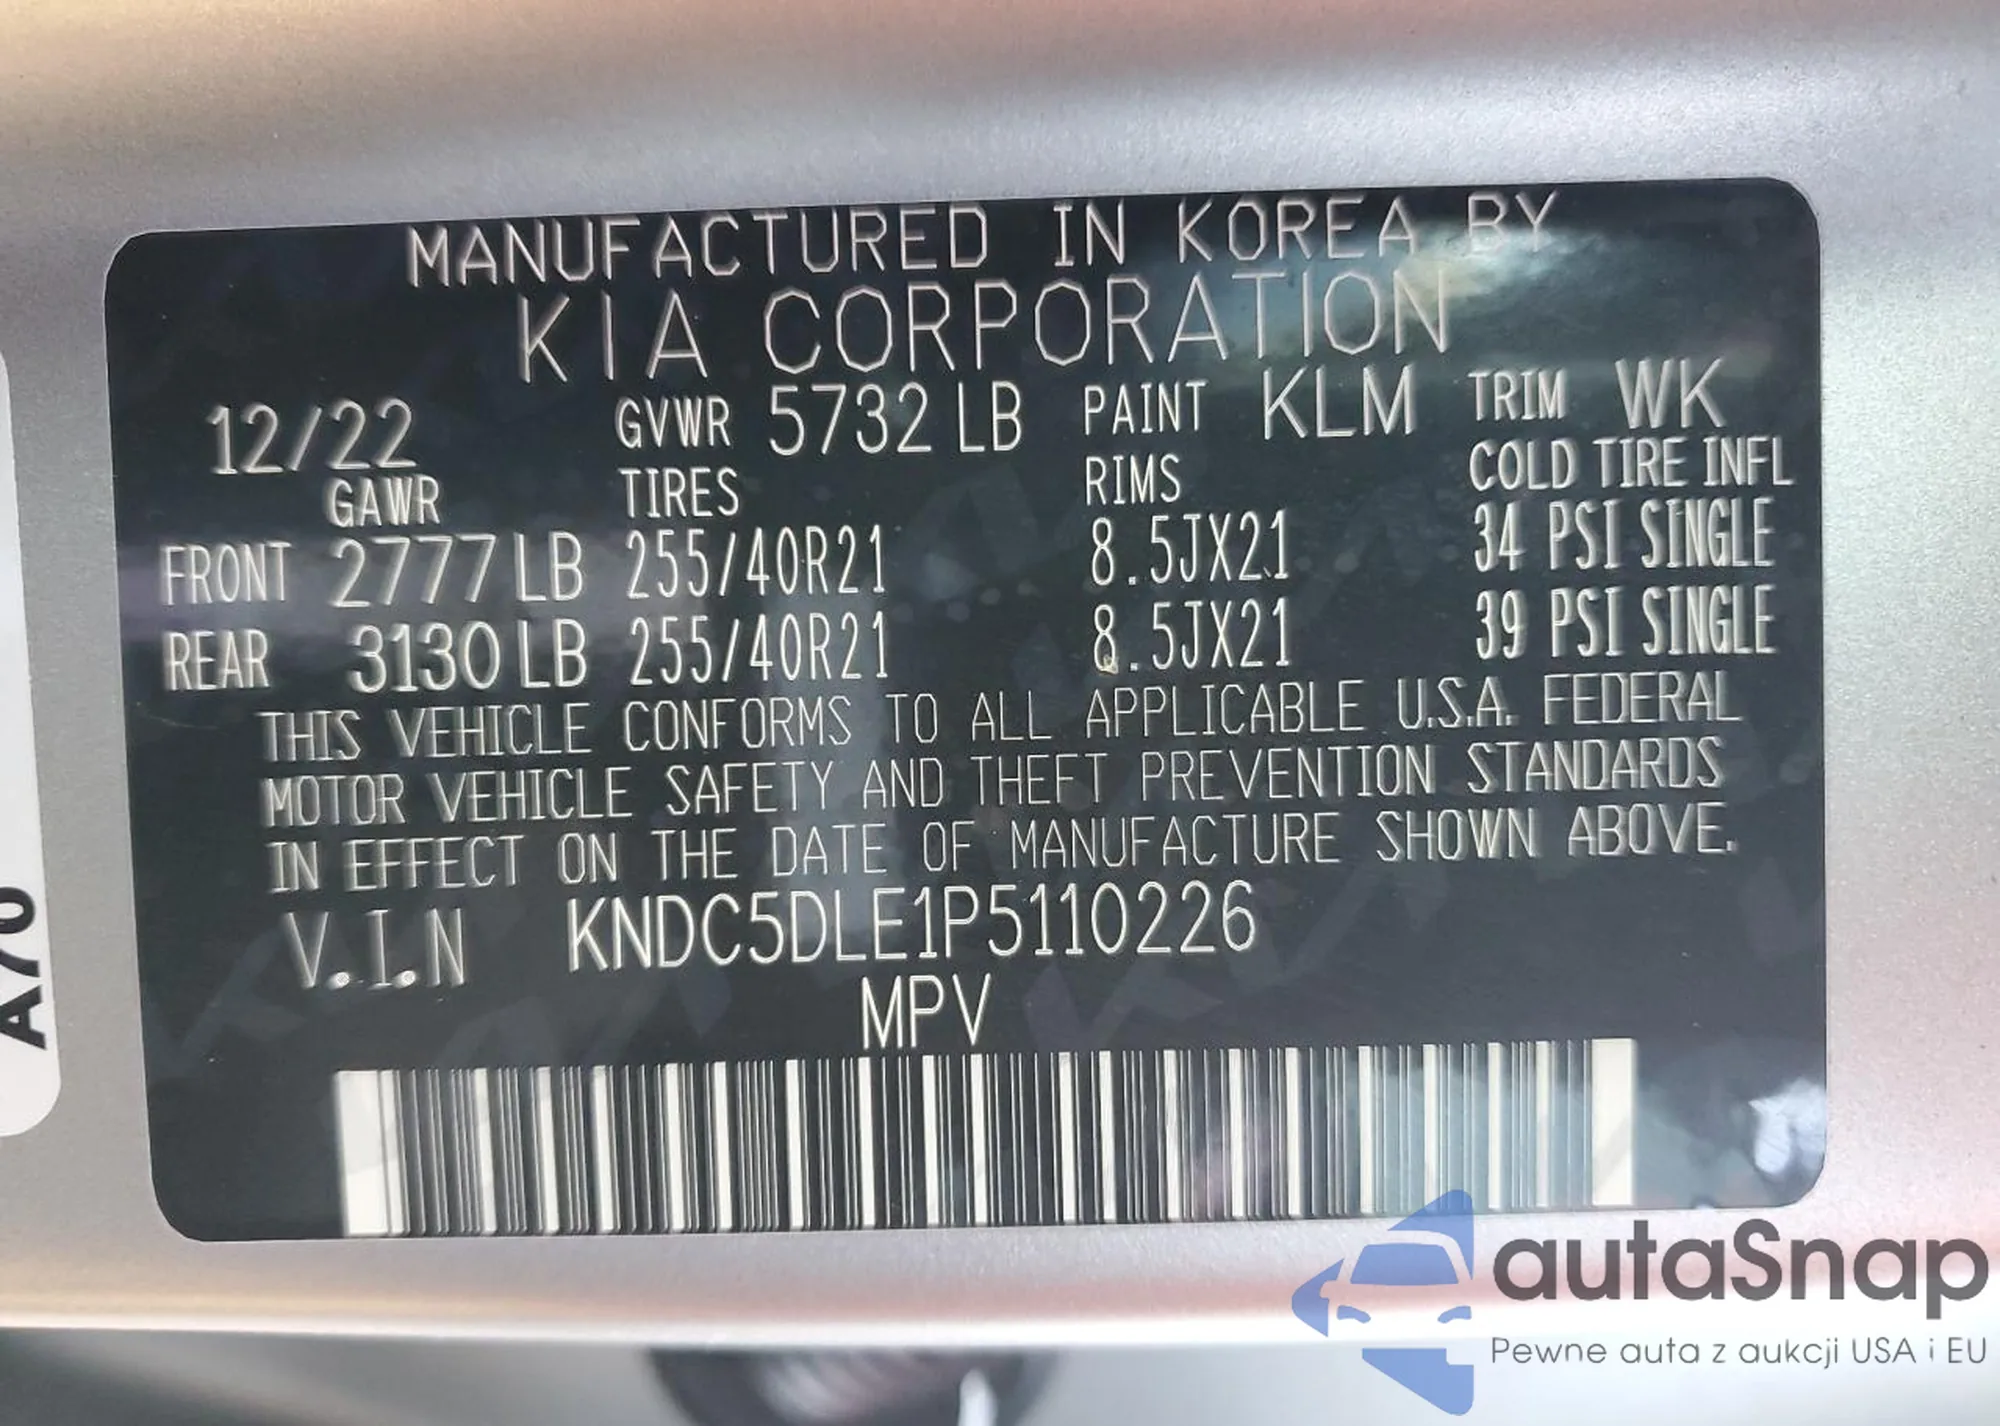 MANUFACTURED IN KOREA BY
KIA CORPORATION
12/22 GVWR 5732 LB PAINT KLM TRIM WK
GAWR TIRES RIMS COLD TIRE INFL
FRONT 2777 LB 255/40R21 8.5JX21 34 PSI SINGLE
REAR 3130 LB 255/40R21 8.5JX21 39 PSI SINGLE
THIS VEHICLE CONFORMS TO ALL APPLICABLE U.S.A. FEDERAL
MOTOR VEHICLE SAFETY AND THEFT PREVENTION STANDARDS
IN EFFECT ON THE DATE OF MANUFACTURE SHOWN ABOVE.
V.I.N KNDC5DLE1P5110226
MPV
A70
autaSnap
Pewne auta z aukcji USA i EU